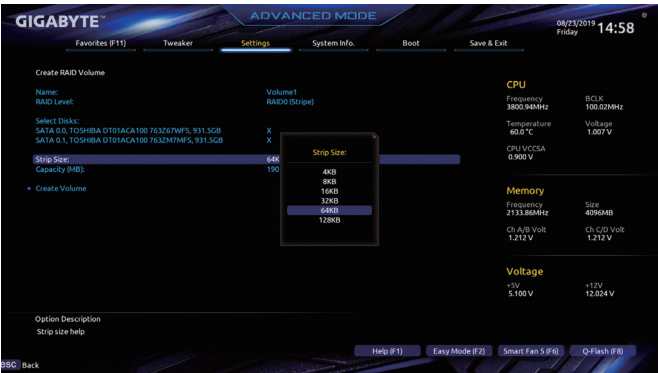 GIGABYTE™
ADVANCED MODE
08/23/2019 Friday 14:58
Favorites (F11) Tweaker Settings System Info. Boot Save & Exit
Create RAID Volume
Name: Volume1
RAID Level: RAID0 (Stripe)
Select Disks:
SATA 0.0, TOSHIBA DT01ACA100 763Z67WFS, 931.5GB X
SATA 0.1, TOSHIBA DT01ACA100 763ZM7MFS, 931.5GB X
Strip Size: 64K
Capacity (MB): 190
Create Volume
Strip Size:
4KB
8KB
16KB
32KB
64KB
128KB
CPU
Frequency BCLK
3800.94MHz 100.02MHz
Temperature Voltage
60.0 °C 1.007 V
CPU VCCSA
0.900 V
Memory
Frequency Size
2133.86MHz 4096MB
Ch A/B Volt Ch C/D Volt
1.212 V 1.212 V
Voltage
+5V +12V
5.100 V 12.024 V
Option Description
Strip size help
Help (F1) Easy Mode (F2) Smart Fan 5 (F6) Q-Flash (F8)
esc Back